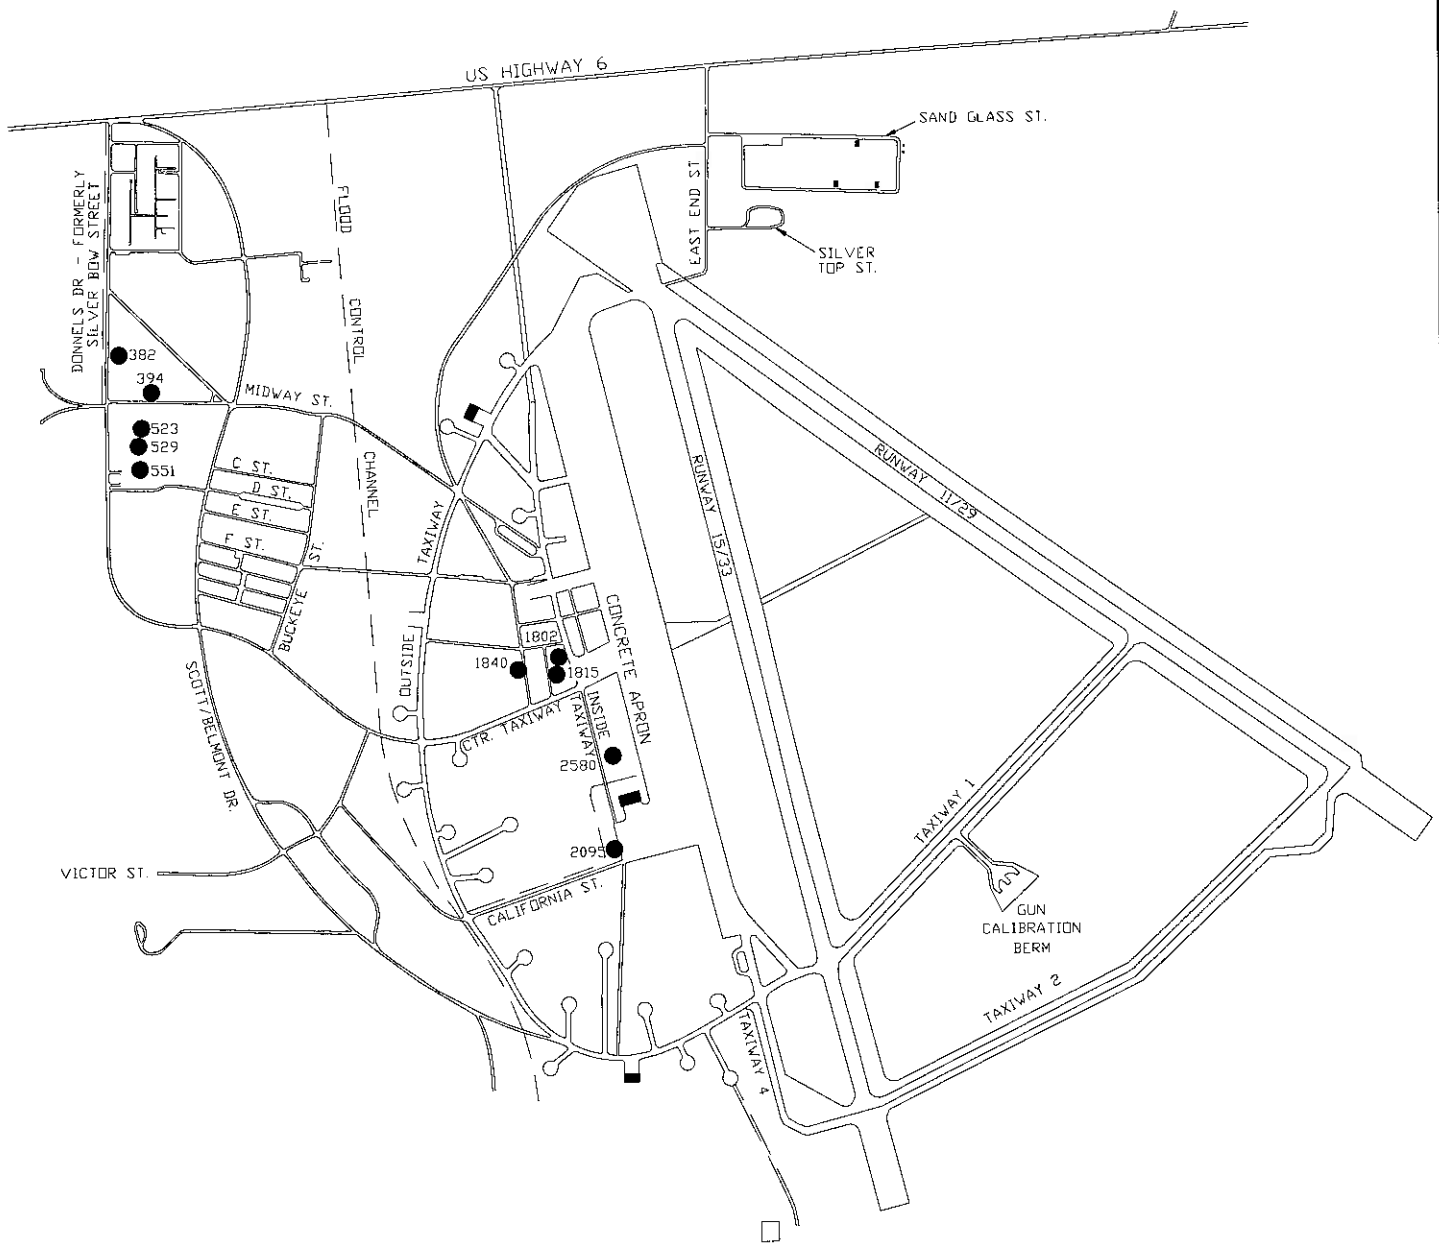 US HIGHWAY 6
SAND GLASS ST.
EAST END ST
SILVER
TOP ST.
DONNELS DR - FORMERLY
SILVER BOW STREET
FLOOD
CONTROL
CHANNEL
382
394
MIDWAY ST.
523
529
551
C ST.
D ST.
E ST.
F ST.
BUCKEYE
ST.
TAXIWAY
OUTSIDE
RUNWAY 15/33
RUNWAY 11/29
CONCRETE APRON
1802
1840
1815
SCOTT/BELMONT DR.
CTR. TAXIWAY
INSIDE
TAXIWAY
2580
2095
VICTOR ST.
CALIFORNIA ST.
TAXIWAY 1
GUN
CALIBRATION
BERM
TAXIWAY 2
TAXIWAY 4